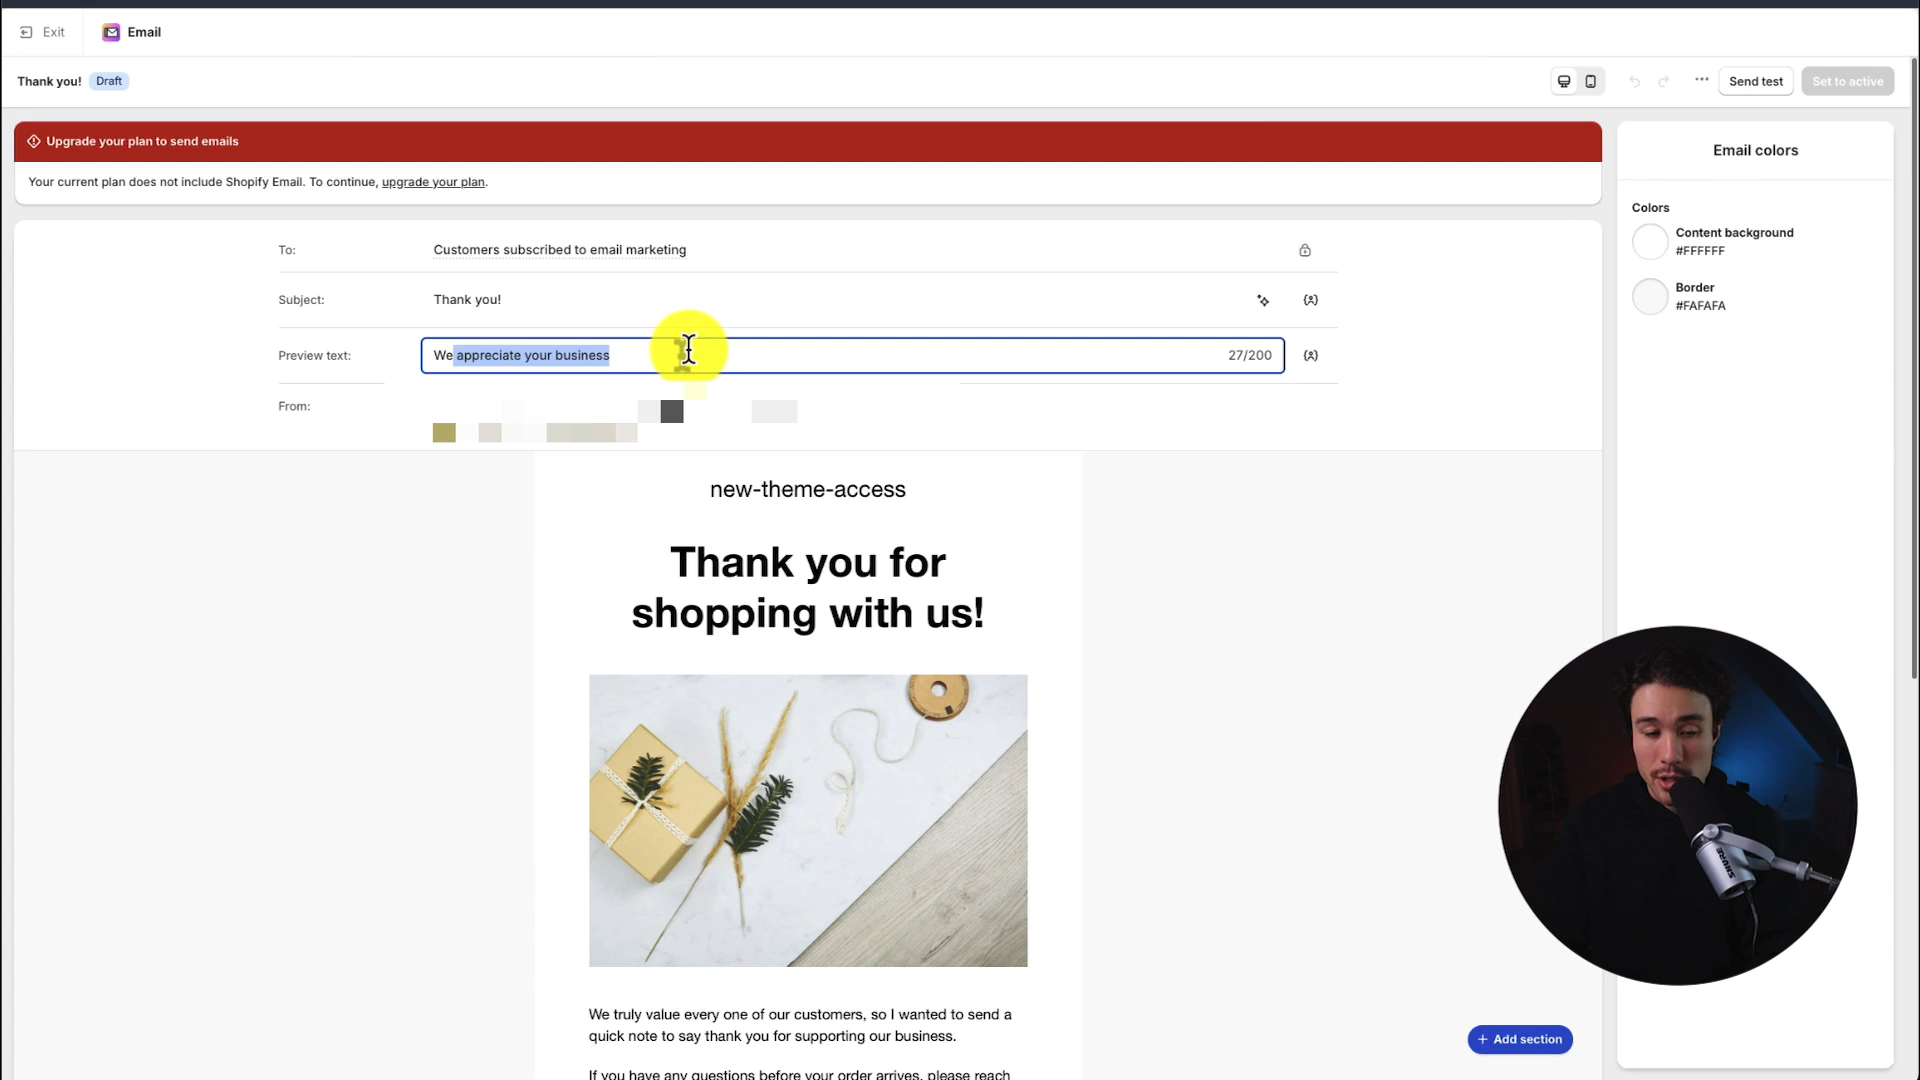 Exit
Email
Thank you!
Draft
Send test
Set to active
Upgrade your plan to send emails
Your current plan does not include Shopify Email. To continue, upgrade your plan.
To:
Customers subscribed to email marketing
Subject:
Thank you!
Preview text:
We appreciate your business
27/200
From:
new-theme-access
Thank you for
shopping with us!
We truly value every one of our customers, so I wanted to send a
quick note to say thank you for supporting our business.
If you have any questions before your order arrives, please reach
+ Add section
Email colors
Colors
Content background
#FFFFFF
Border
#FAFAFA
SHURE